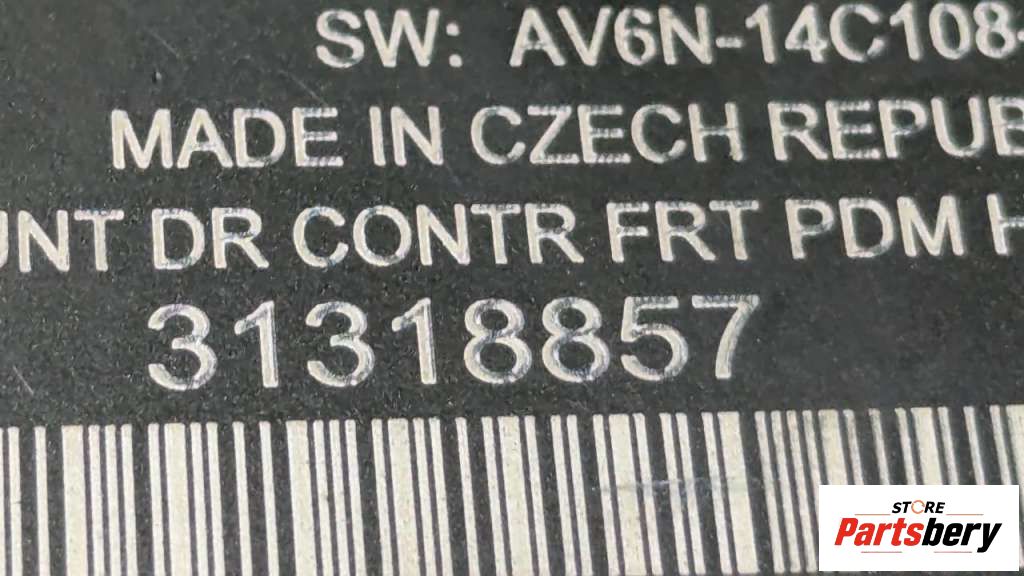 SW: AV6N-14C108-
MADE IN CZECH REPUB
UNT DR CONTR FRT PDM H
31318857
STORE
Partsbery